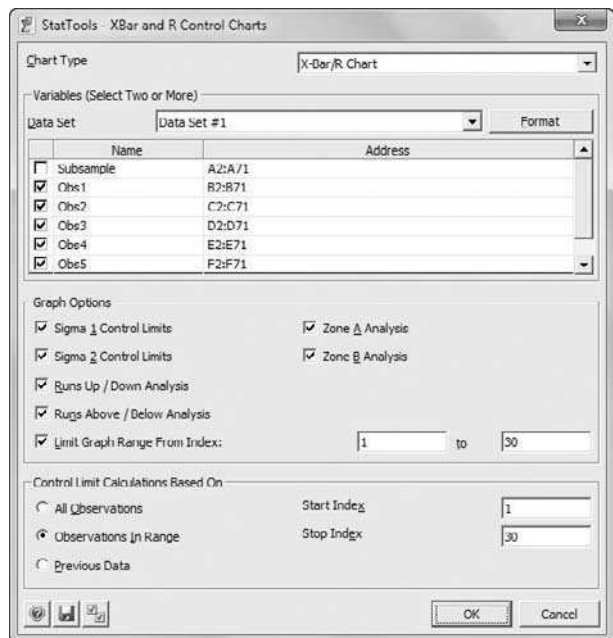 StatTools - XBar and R Control Charts
Chart Type X-Bar/R Chart
Variables (Select Two or More)
Data Set Data Set #1 Format
Name Address
Subsample A2:A71
Obs1 B2:B71
Obs2 C2:C71
Obs3 D2:D71
Obs4 E2:E71
Obs5 F2:F71
Graph Options
Sigma 1 Control Limits Zone A Analysis
Sigma 2 Control Limits Zone B Analysis
Runs Up / Down Analysis
Runs Above / Below Analysis
Limit Graph Range From Index: 1 to 30
Control Limit Calculations Based On
All Observations Start Index 1
Observations In Range Stop Index 30
Previous Data
OK Cancel